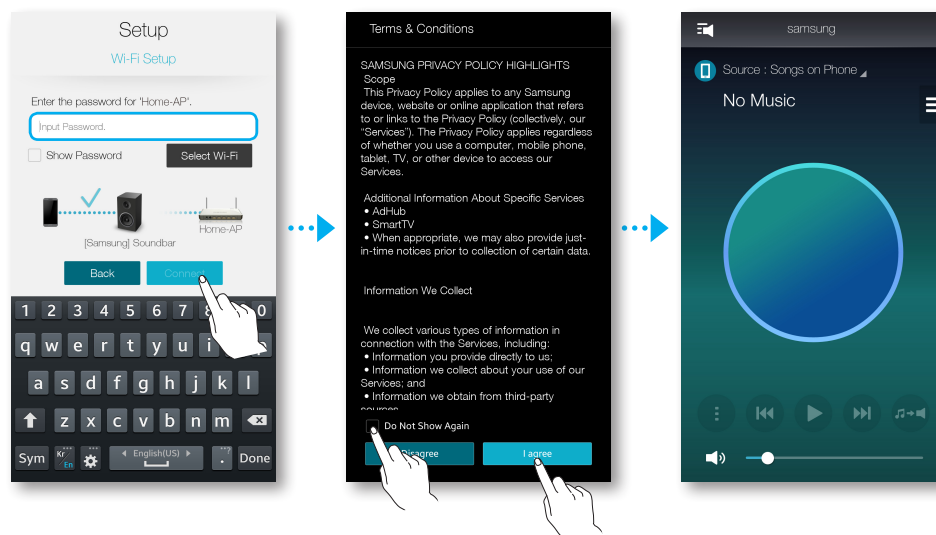 Setup
Wi-Fi Setup
Enter the password for 'Home-AP'.
Input Password.
Show Password
Select Wi-Fi
Home-AP
[Samsung] Soundbar
Back
Connect
1 2 3 4 5 6 7 8 0
q w e r t y u i p
a s d f g h j k l
z x c v b n m
Sym Kr En English(US) .?  Done
Terms & Conditions
SAMSUNG PRIVACY POLICY HIGHLIGHTS
Scope
This Privacy Policy applies to any Samsung
device, website or online application that refers
to or links to the Privacy Policy (collectively, our
“Services”). The Privacy Policy applies regardless
of whether you use a computer, mobile phone,
tablet, TV, or other device to access our
Services.
Additional Information About Specific Services
• AdHub
• SmartTV
• When appropriate, we may also provide just-
in-time notices prior to collection of certain data.
Information We Collect
We collect various types of information in
connection with the Services, including:
• Information you provide directly to us;
• Information we collect about your use of our
Services; and
• Information we obtain from third-party
sources
Do Not Show Again
Disagree
I agree
samsung
Source : Songs on Phone
No Music